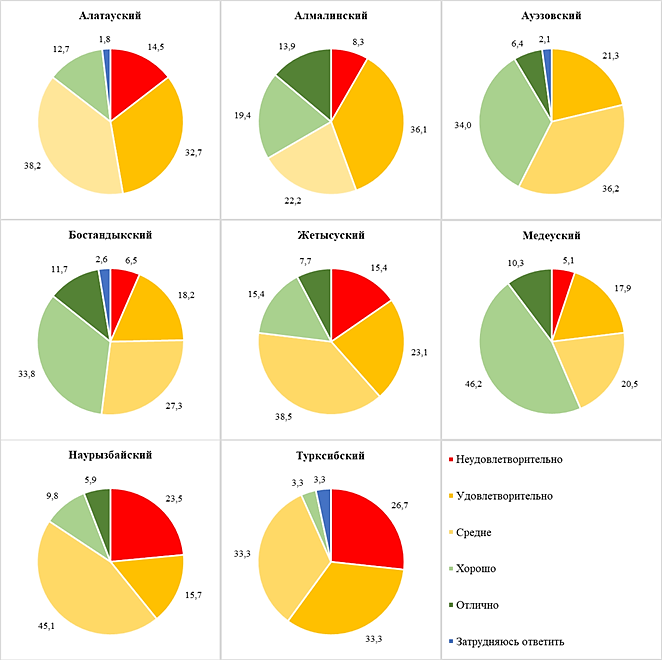 Алатауский
1,8
12,7
14,5
38,2
32,7
Алмалинский
13,9
8,3
19,4
36,1
22,2
Ауэзовский
2,1
6,4
21,3
34,0
36,2
Бостандыкский
2,6
6,5
11,7
18,2
33,8
27,3
Жетысуский
7,7
15,4
15,4
23,1
38,5
Медеуский
5,1
10,3
17,9
46,2
20,5
Наурызбайский
5,9
9,8
23,5
15,7
45,1
Турксибский
3,3
3,3
26,7
33,3
33,3
Неудовлетворительно
Удовлетворительно
Средне
Хорошо
Отлично
Затрудняюсь ответить